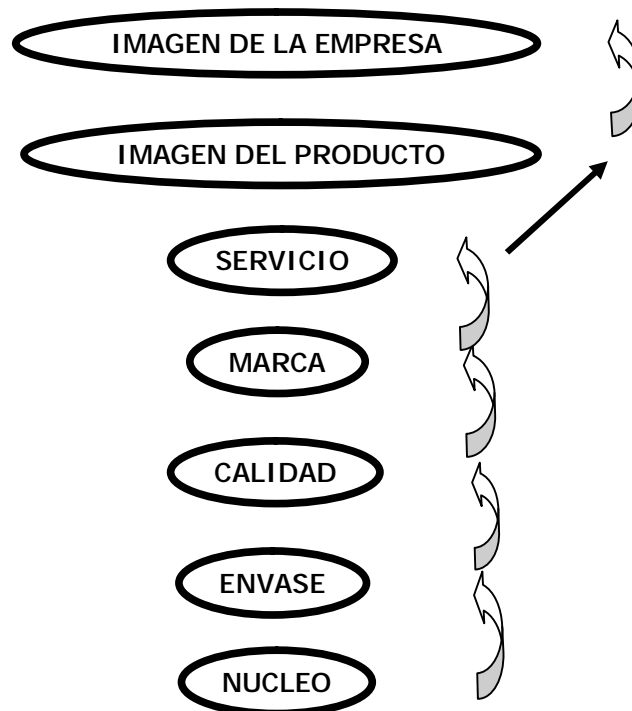 IMAGEN DE LA EMPRESA
IMAGEN DEL PRODUCTO
SERVICIO
MARCA
CALIDAD
ENVASE
NUCLEO